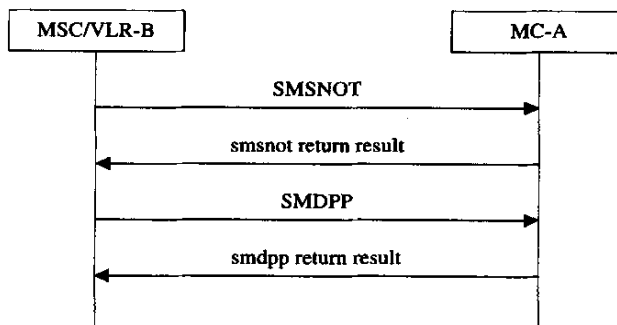 MSC/VLR-B
MC-A
SMSNOT
smsnot return result
SMDPP
smdpp return result